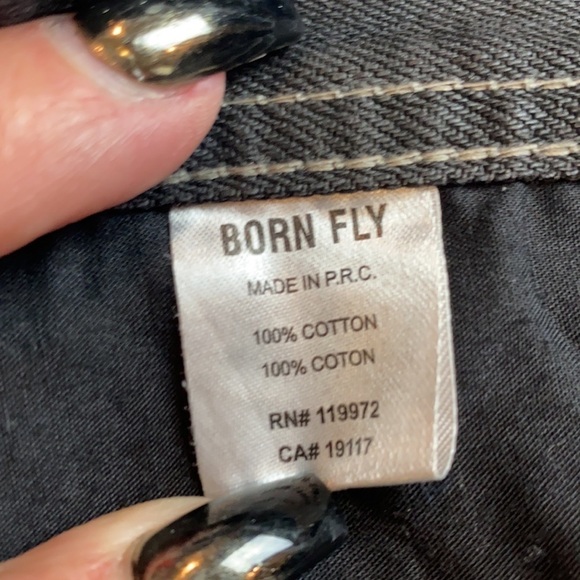 BORN FLY
MADE IN P.R.C.
100% COTTON
100% COTON
RN# 119972
CA# 19117